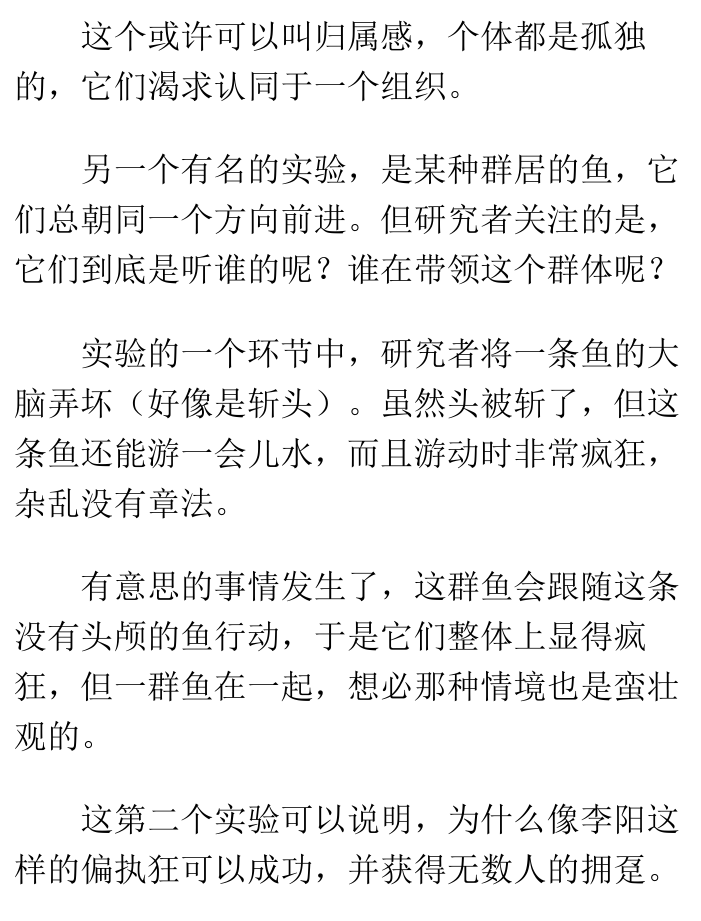 这个或许可以叫归属感，个体都是孤独
的，它们渴求认同于一个组织。
另一个有名的实验，是某种群居的鱼，它
们总朝同一个方向前进。但研究者关注的是，
它们到底是听谁的呢？谁在带领这个群体呢？
实验的一个环节中，研究者将一条鱼的大
脑弄坏（好像是斩头）。虽然头被斩了，但这
条鱼还能游一会儿水，而且游动时非常疯狂，
杂乱没有章法。
有意思的事情发生了，这群鱼会跟随这条
没有头颅的鱼行动，于是它们整体上显得疯
狂，但一群鱼在一起，想必那种情境也是蛮壮
观的。
这第二个实验可以说明，为什么像李阳这
样的偏执狂可以成功，并获得无数人的拥趸。